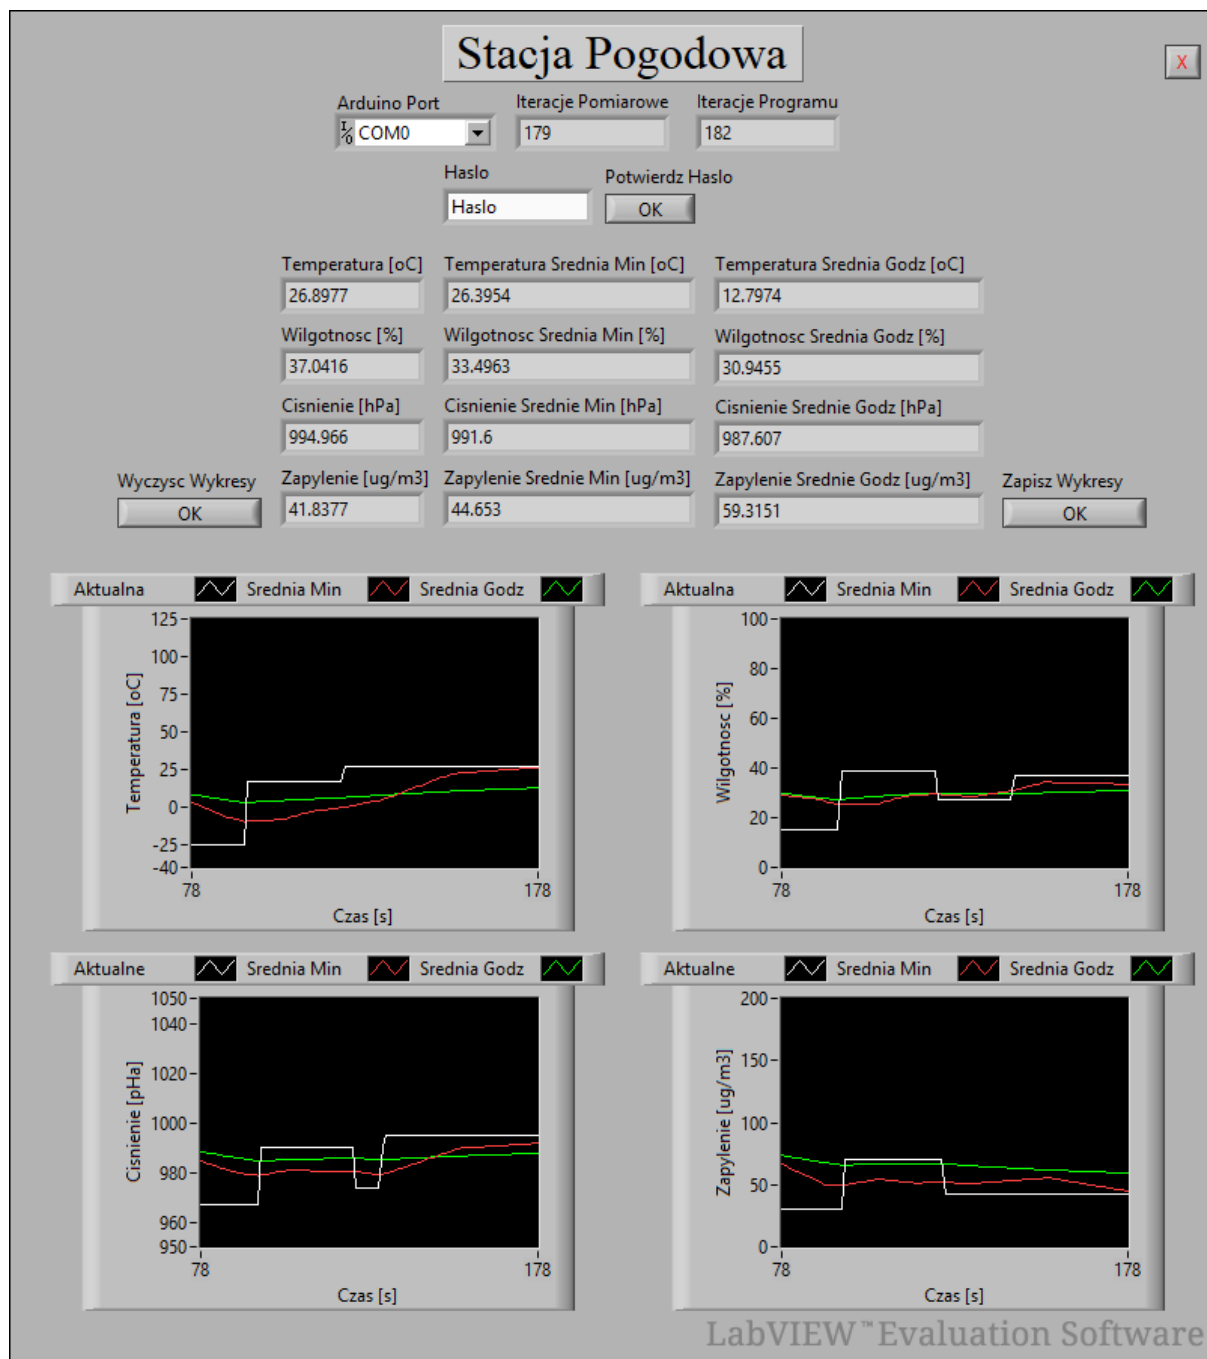 Stacja Pogodowa
X
Arduino Port Iteracje Pomiarowe Iteracje Programu
I/O COM0 179 182
Haslo Potwierdz Haslo
Haslo OK
Temperatura [oC] Temperatura Srednia Min [oC] Temperatura Srednia Godz [oC]
26.8977 26.3954 12.7974
Wilgotnosc [%] Wilgotnosc Srednia Min [%] Wilgotnosc Srednia Godz [%]
37.0416 33.4963 30.9455
Cisnienie [hPa] Cisnienie Srednie Min [hPa] Cisnienie Srednie Godz [hPa]
994.966 991.6 987.607
Wyczysc Wykresy Zapylenie [ug/m3] Zapylenie Srednie Min [ug/m3] Zapylenie Srednie Godz [ug/m3] Zapisz Wykresy
OK 41.8377 44.653 59.3151 OK
Aktualna Srednia Min Srednia Godz
Temperatura [oC]
125
100
75
50
25
0
-25
-40
78 178
Czas [s]
Aktualna Srednia Min Srednia Godz
Wilgotnosc [%]
100
80
60
40
20
0
78 178
Czas [s]
Aktualne Srednia Min Srednia Godz
Cisnienie [pHa]
1050
1040
1020
1000
980
960
950
78 178
Czas [s]
Aktualne Srednia Min Srednia Godz
Zapylenie [ug/m3]
200
150
100
50
0
78 178
Czas [s]
LabVIEW™ Evaluation Software